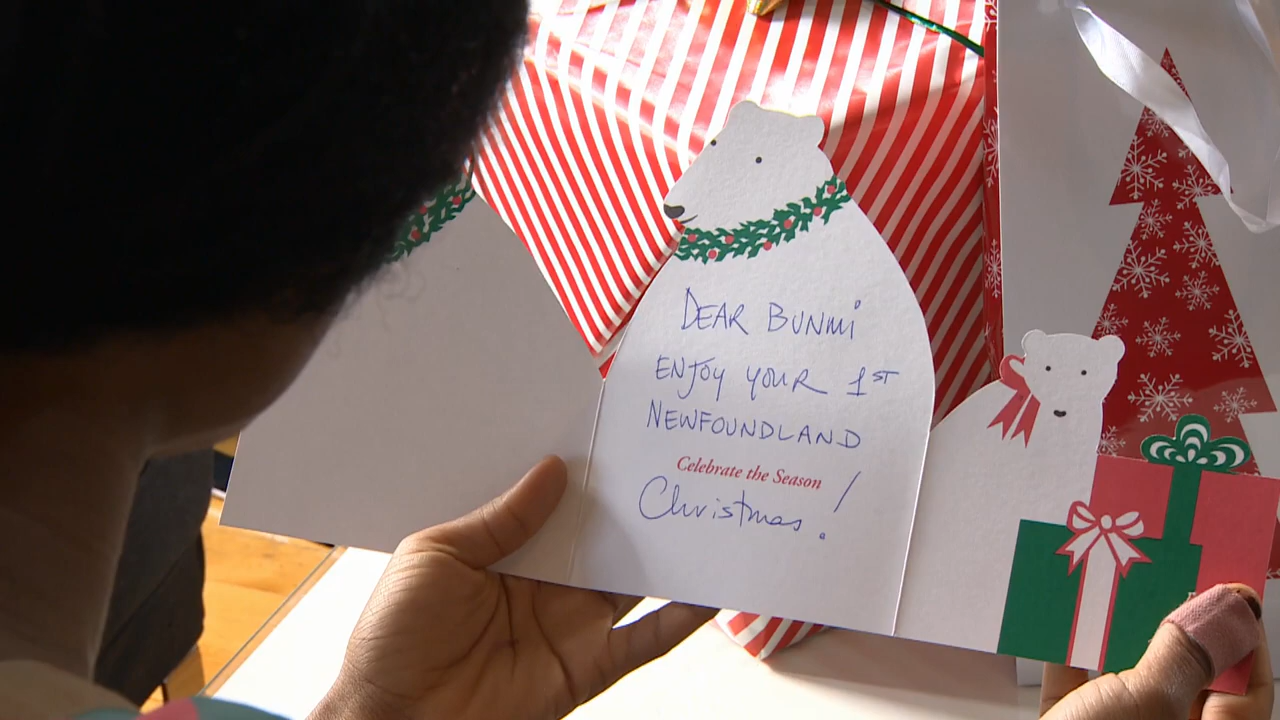 DEAR BUNMI
ENJOY YOUR 1ST
NEWFOUNDLAND
Celebrate the Season
Christmas!